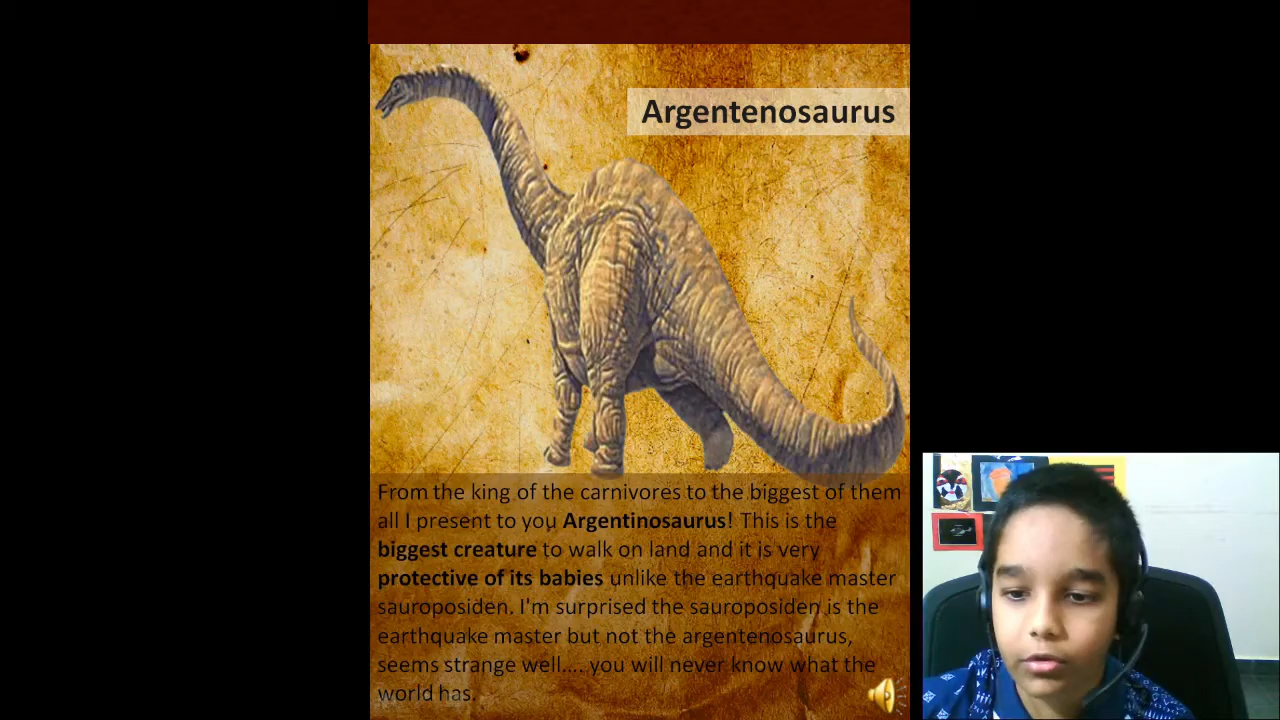 Argentenosaurus
From the king of the carnivores to the biggest of them
all I present to you Argentinosaurus! This is the
biggest creature to walk on land and it is very
protective of its babies unlike the earthquake master
sauroposiden. I'm surprised the sauroposiden is the
earthquake master but not the argentenosaurus,
seems strange well.... you will never know what the
world has.